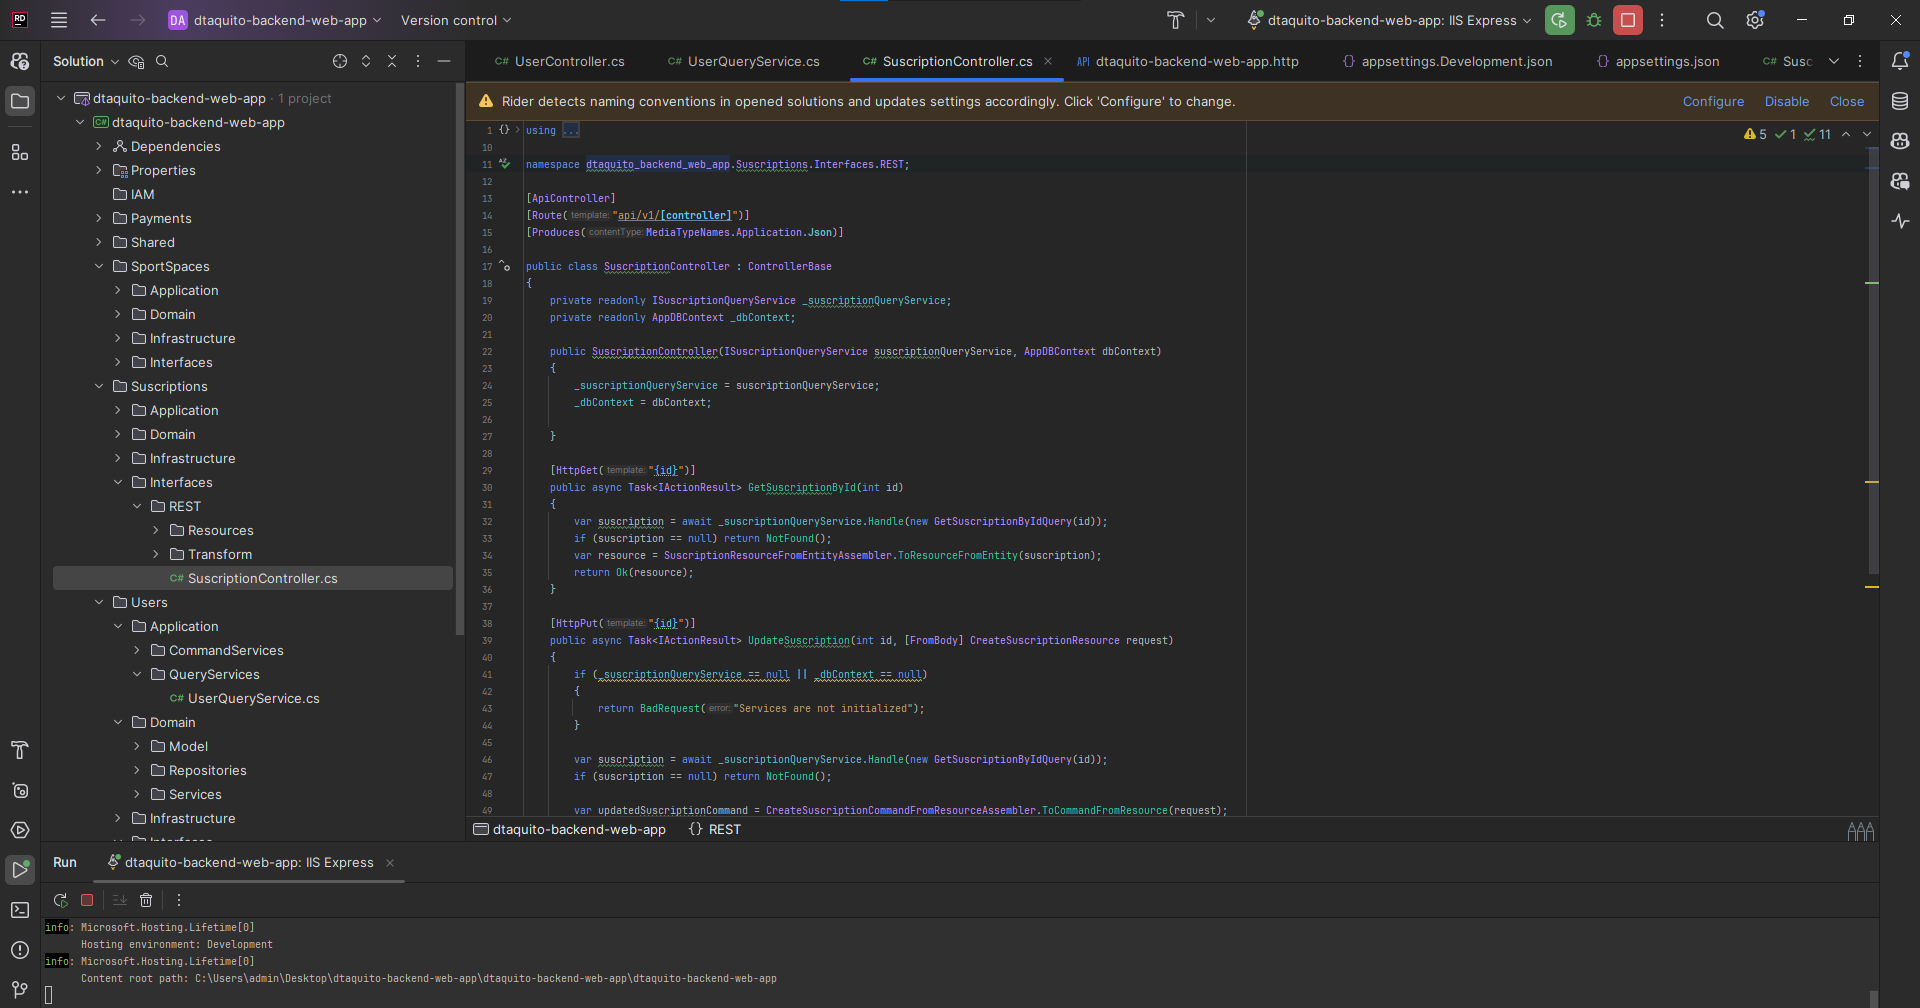 RD DA dtaquito-backend-web-app Version control dtaquito-backend-web-app: IIS Express
Solution
dtaquito-backend-web-app · 1 project
C# dtaquito-backend-web-app
Dependencies
Properties
IAM
Payments
Shared
SportSpaces
Application
Domain
Infrastructure
Interfaces
Suscriptions
Application
Domain
Infrastructure
Interfaces
REST
Resources
Transform
C# SuscriptionController.cs
Users
Application
CommandServices
QueryServices
C# UserQueryService.cs
Domain
Model
Repositories
Services
Infrastructure
Interfaces
C# UserController.cs C# UserQueryService.cs C# SuscriptionController.cs API dtaquito-backend-web-app.http {} appsettings.Development.json {} appsettings.json C# Susc
Rider detects naming conventions in opened solutions and updates settings accordingly. Click 'Configure' to change. Configure Disable Close
5 1 11
1 {} using ...
10
11 namespace dtaquito_backend_web_app.Suscriptions.Interfaces.REST;
12
13 [ApiController]
14 [Route(template:"api/v1/[controller]")]
15 [Produces(contentType:MediaTypeNames.Application.Json)]
16
17 public class SuscriptionController : ControllerBase
18 {
19 private readonly ISuscriptionQueryService _suscriptionQueryService;
20 private readonly AppDBContext _dbContext;
21
22 public SuscriptionController(ISuscriptionQueryService suscriptionQueryService, AppDBContext dbContext)
23 {
24 _suscriptionQueryService = suscriptionQueryService;
25 _dbContext = dbContext;
26
27 }
28
29 [HttpGet(template:"{id}")]
30 public async Task<IActionResult> GetSuscriptionById(int id)
31 {
32 var suscription = await _suscriptionQueryService.Handle(new GetSuscriptionByIdQuery(id));
33 if (suscription == null) return NotFound();
34 var resource = SuscriptionResourceFromEntityAssembler.ToResourceFromEntity(suscription);
35 return Ok(resource);
36 }
37
38 [HttpPut(template:"{id}")]
39 public async Task<IActionResult> UpdateSuscription(int id, [FromBody] CreateSuscriptionResource request)
40 {
41 if (_suscriptionQueryService == null || _dbContext == null)
42 {
43 return BadRequest(error:"Services are not initialized");
44 }
45
46 var suscription = await _suscriptionQueryService.Handle(new GetSuscriptionByIdQuery(id));
47 if (suscription == null) return NotFound();
48
49 var updatedSuscriptionCommand = CreateSuscriptionCommandFromResourceAssembler.ToCommandFromResource(request);
dtaquito-backend-web-app {} REST
Run dtaquito-backend-web-app: IIS Express
info: Microsoft.Hosting.Lifetime[0]
Hosting environment: Development
info: Microsoft.Hosting.Lifetime[0]
Content root path: C:\Users\admin\Desktop\dtaquito-backend-web-app\dtaquito-backend-web-app\dtaquito-backend-web-app